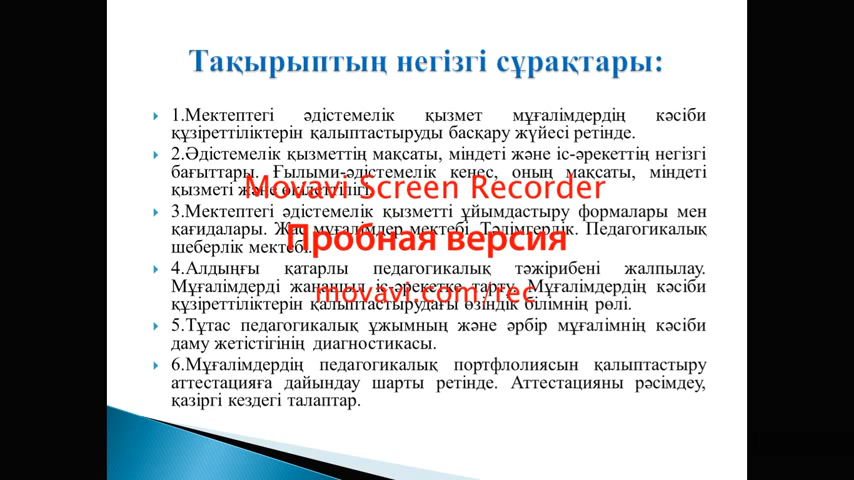 Тақырыптың негізгі сұрақтары:
1.Мектептегі әдістемелік қызмет мұғалімдердің кәсіби
құзіреттіліктерін қалыптастыруды басқару жүйесі ретінде.
2.Әдістемелік қызметтің мақсаты, міндеті және іс-әрекеттің негізгі
бағыттары. Ғылыми-әдістемелік кеңес, оның мақсаты, міндеті
қызметі және өкілеттілігі.
Movavi Screen Recorder
3.Мектептегі әдістемелік қызметті ұйымдастыру формалары мен
қағидалары. Жас мұғалімдер мектебі. Тәлімгерлік. Педагогикалық
шеберлік мектебі.
Пробная версия
4.Алдыңғы қатарлы педагогикалық тәжірибені жалпылау.
Мұғалімдерді жаңашыл іс-әрекетке тарту. Мұғалімдердің кәсіби
құзіреттіліктерін қалыптастырудағы өзіндік білімнің рөлі.
movavi.com/rec
5.Тұтас педагогикалық ұжымның және әрбір мұғалімнің кәсіби
даму жетістігінің диагностикасы.
6.Мұғалімдердің педагогикалық портфлолиясын қалыптастыру
аттестацияға дайындау шарты ретінде. Аттестацияны рәсімдеу,
қазіргі кездегі талаптар.